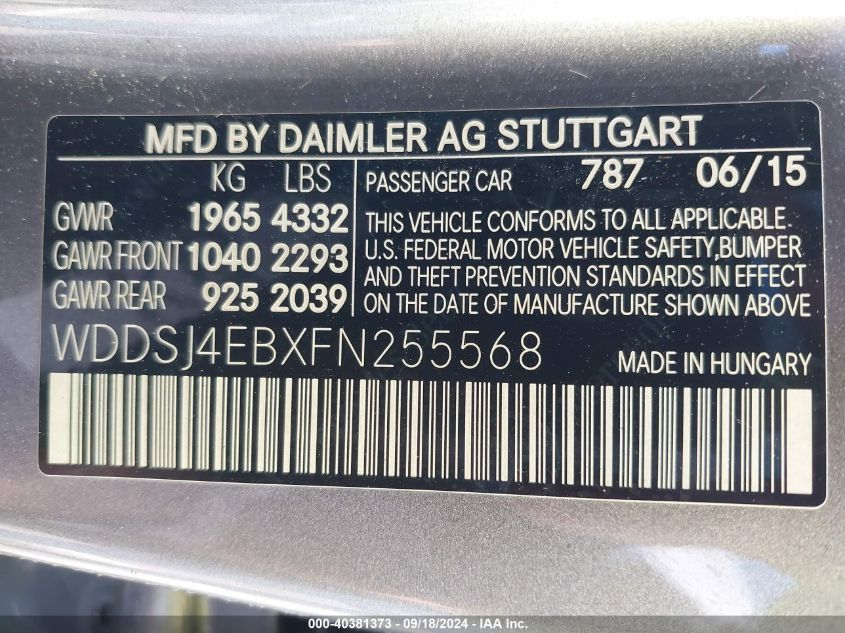 MFD BY DAIMLER AG STUTTGART
KG LBS
GVWR 1965 4332
GAWR FRONT 1040 2293
GAWR REAR 925 2039
PASSENGER CAR 787 06/15
THIS VEHICLE CONFORMS TO ALL APPLICABLE.
U.S. FEDERAL MOTOR VEHICLE SAFETY,BUMPER
AND THEFT PREVENTION STANDARDS IN EFFECT
ON THE DATE OF MANUFACTURE SHOWN ABOVE
WDDSJ4EBXFN255568
MADE IN HUNGARY
000-40381373 - 09/18/2024 - IAA Inc.